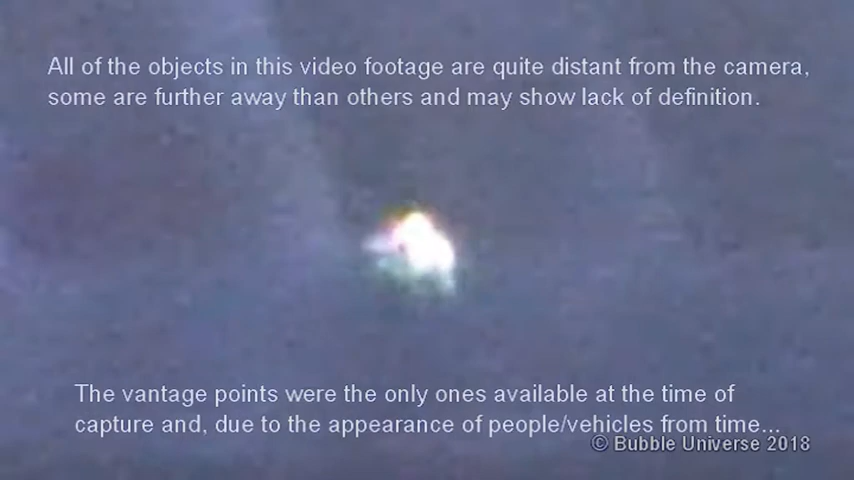 All of the objects in this video footage are quite distant from the camera,
some are further away than others and may show lack of definition.
The vantage points were the only ones available at the time of
capture and, due to the appearance of people/vehicles from time...
© Bubble Universe 2018